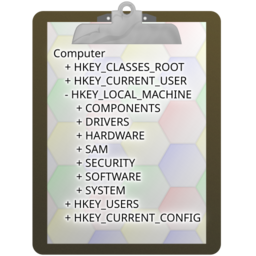 Computer
+ HKEY_CLASSES_ROOT
+ HKEY_CURRENT_USER
- HKEY_LOCAL_MACHINE
+ COMPONENTS
+ DRIVERS
+ HARDWARE
+ SAM
+ SECURITY
+ SOFTWARE
+ SYSTEM
+ HKEY_USERS
+ HKEY_CURRENT_CONFIG